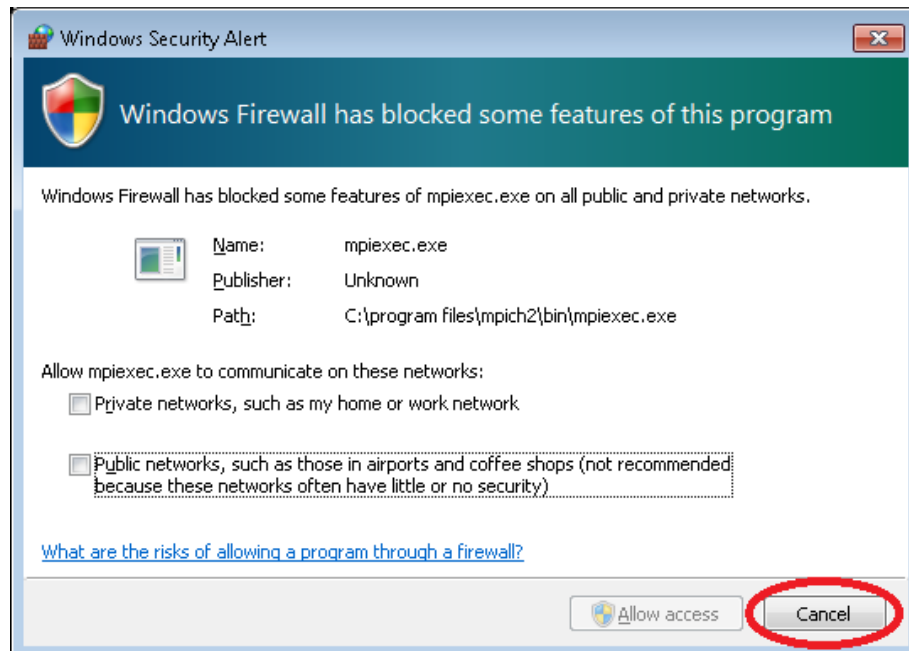 Windows Security Alert
Windows Firewall has blocked some features of this program
Windows Firewall has blocked some features of mpiexec.exe on all public and private networks.
Name: mpiexec.exe
Publisher: Unknown
Path: C:\program files\mpich2\bin\mpiexec.exe
Allow mpiexec.exe to communicate on these networks:
Private networks, such as my home or work network
Public networks, such as those in airports and coffee shops (not recommended
because these networks often have little or no security)
What are the risks of allowing a program through a firewall?
Allow access Cancel